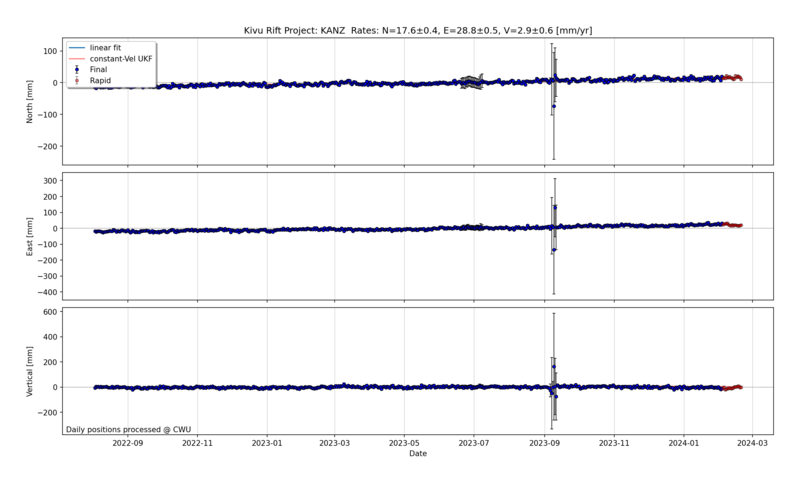 Kivu Rift Project: KANZ  Rates: N=17.6±0.4, E=28.8±0.5, V=2.9±0.6 [mm/yr]
linear fit
constant-Vel UKF
Final
Rapid
North [mm]
100
0
−100
−200
East [mm]
300
200
100
0
−100
−200
−300
−400
Vertical [mm]
600
400
200
0
−200
Daily positions processed @ CWU
2022-09
2022-11
2023-01
2023-03
2023-05
2023-07
2023-09
2023-11
2024-01
2024-03
Date